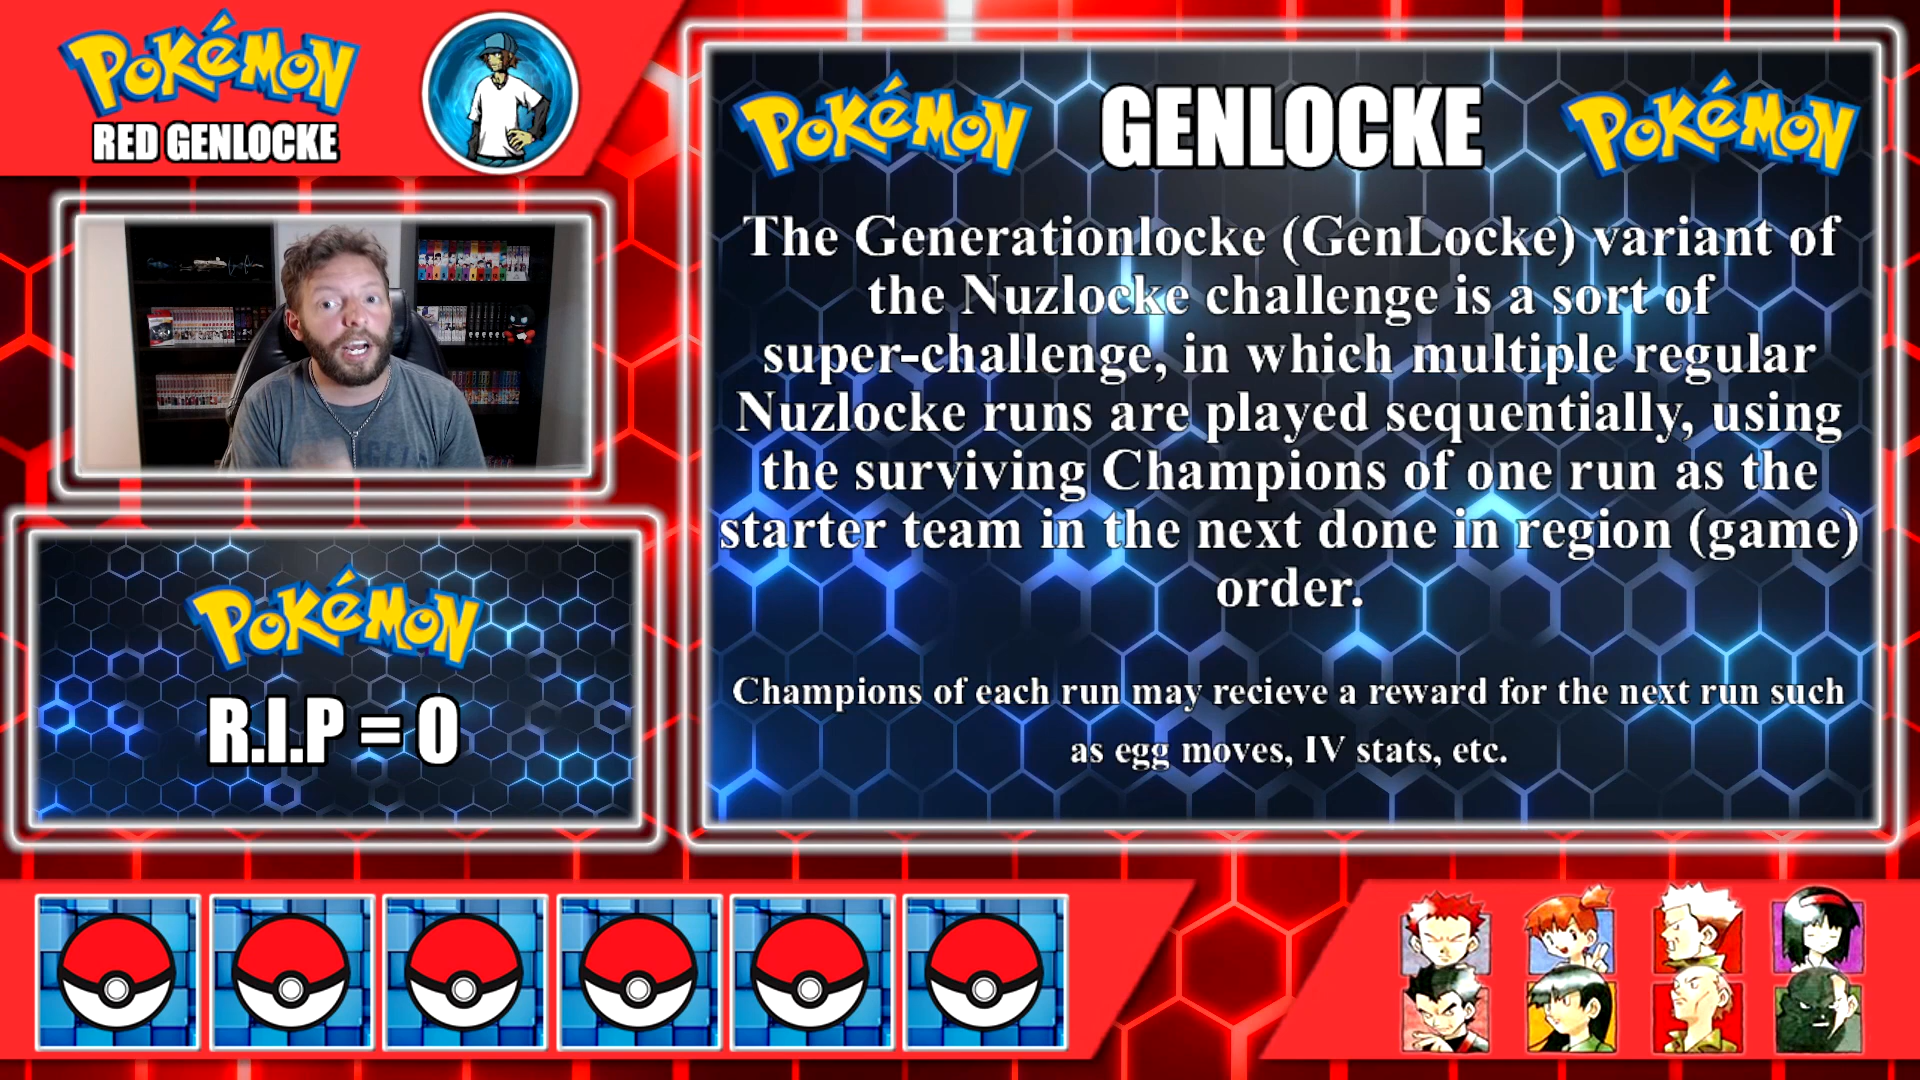 POKéMON
RED GENLOCKE
POKéMON
GENLOCKE
POKéMON
The Generationlocke (GenLocke) variant of
the Nuzlocke challenge is a sort of
super-challenge, in which multiple regular
Nuzlocke runs are played sequentially, using
the surviving Champions of one run as the
starter team in the next done in region (game)
order.
Champions of each run may recieve a reward for the next run such
as egg moves, IV stats, etc.
POKéMON
R.I.P = 0